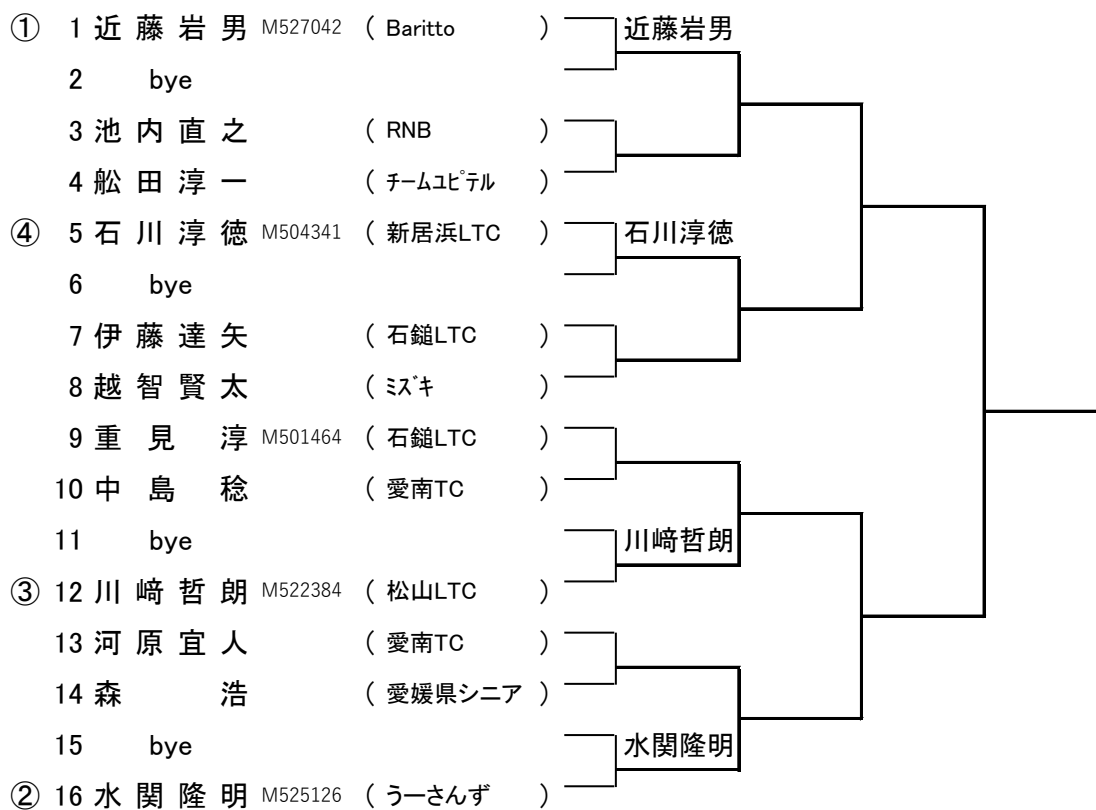 ① 1 近藤岩男 M527042 ( Baritto ) 近藤岩男
2 bye
3 池内直之 ( RNB )
4 舩田淳一 ( ﾁｰﾑﾕﾋﾟﾃﾙ )
④ 5 石川淳徳 M504341 ( 新居浜LTC ) 石川淳徳
6 bye
7 伊藤達矢 ( 石鎚LTC )
8 越智賢太 ( ﾐｽﾞｷ )
9 重見淳 M501464 ( 石鎚LTC )
10 中島稔 ( 愛南TC )
11 bye 川﨑哲朗
③ 12 川﨑哲朗 M522384 ( 松山LTC )
13 河原宜人 ( 愛南TC )
14 森浩 ( 愛媛県シニア )
15 bye 水関隆明
② 16 水関隆明 M525126 ( うーさんず )